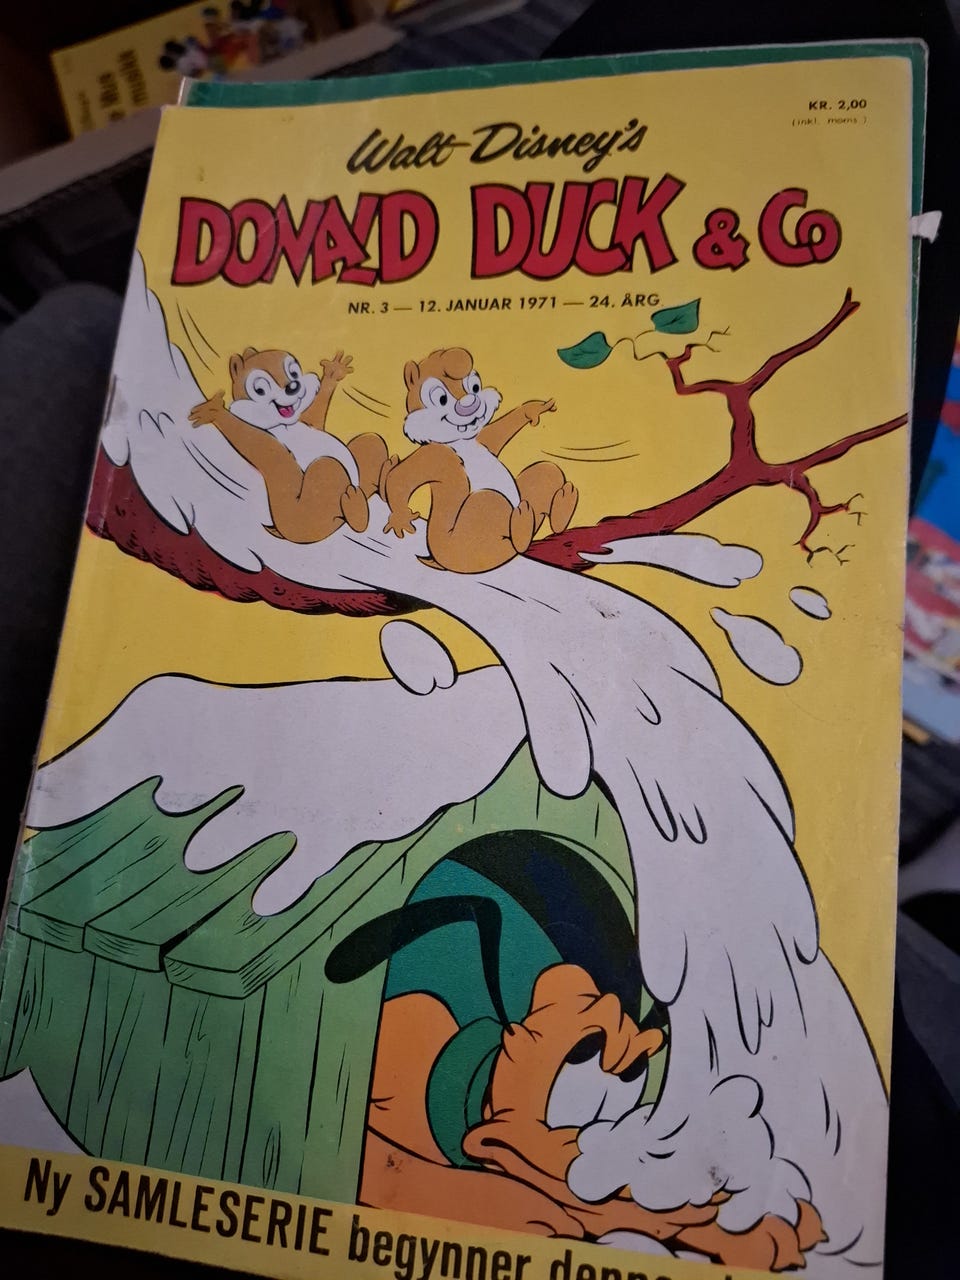 KR. 2,00
(inkl. moms)
Walt Disney's
DONALD DUCK & Co
NR. 3 — 12. JANUAR 1971 — 24. ÅRG.
Ny SAMLESERIE begynner